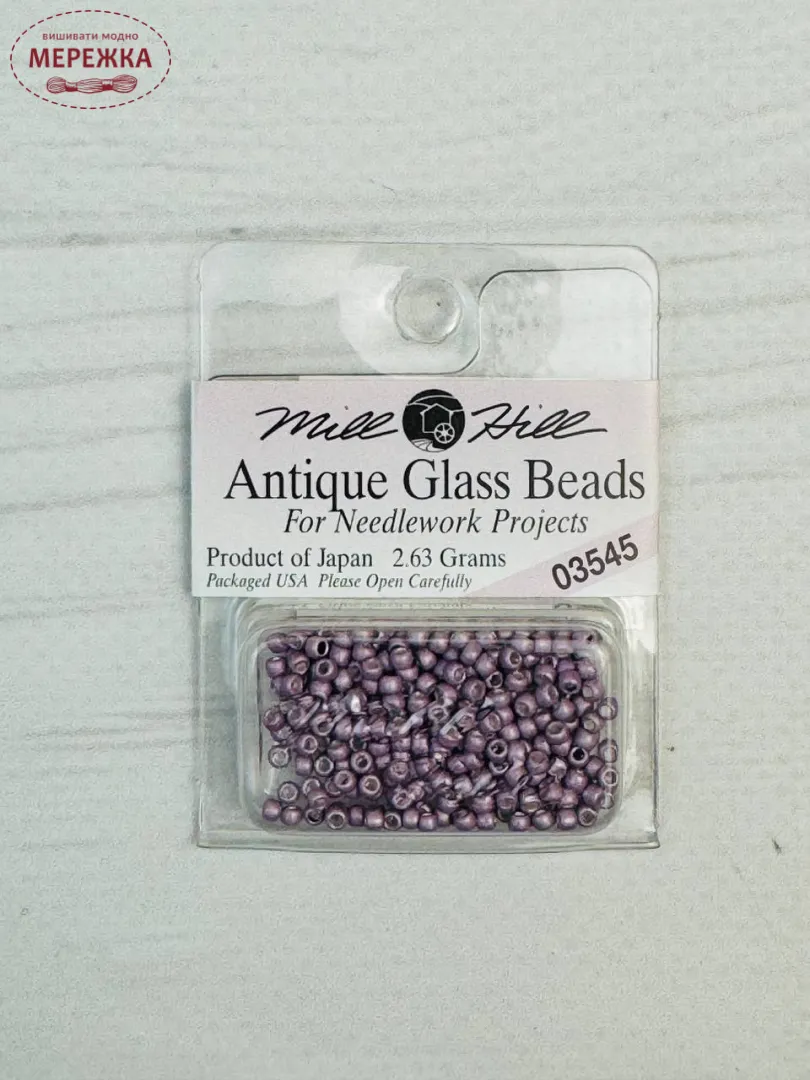 вишивати модно
МЕРЕЖКА
Mill Hill
Antique Glass Beads
For Needlework Projects
Product of Japan 2.63 Grams
Packaged USA Please Open Carefully
03545